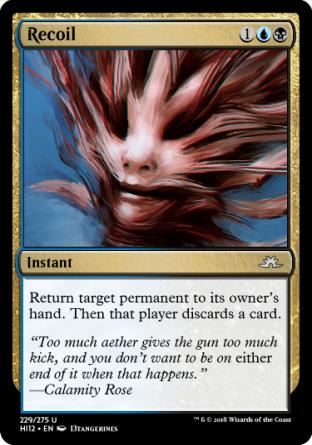 Recoil 1
Instant
Return target permanent to its owner's
hand. Then that player discards a card.
"Too much aether gives the gun too much
kick, and you don't want to be on either
end of it when that happens."
—Calamity Rose
229/275 U
HI12 • EN 13TANGERINES
™ & © 2018 Wizards of the Coast